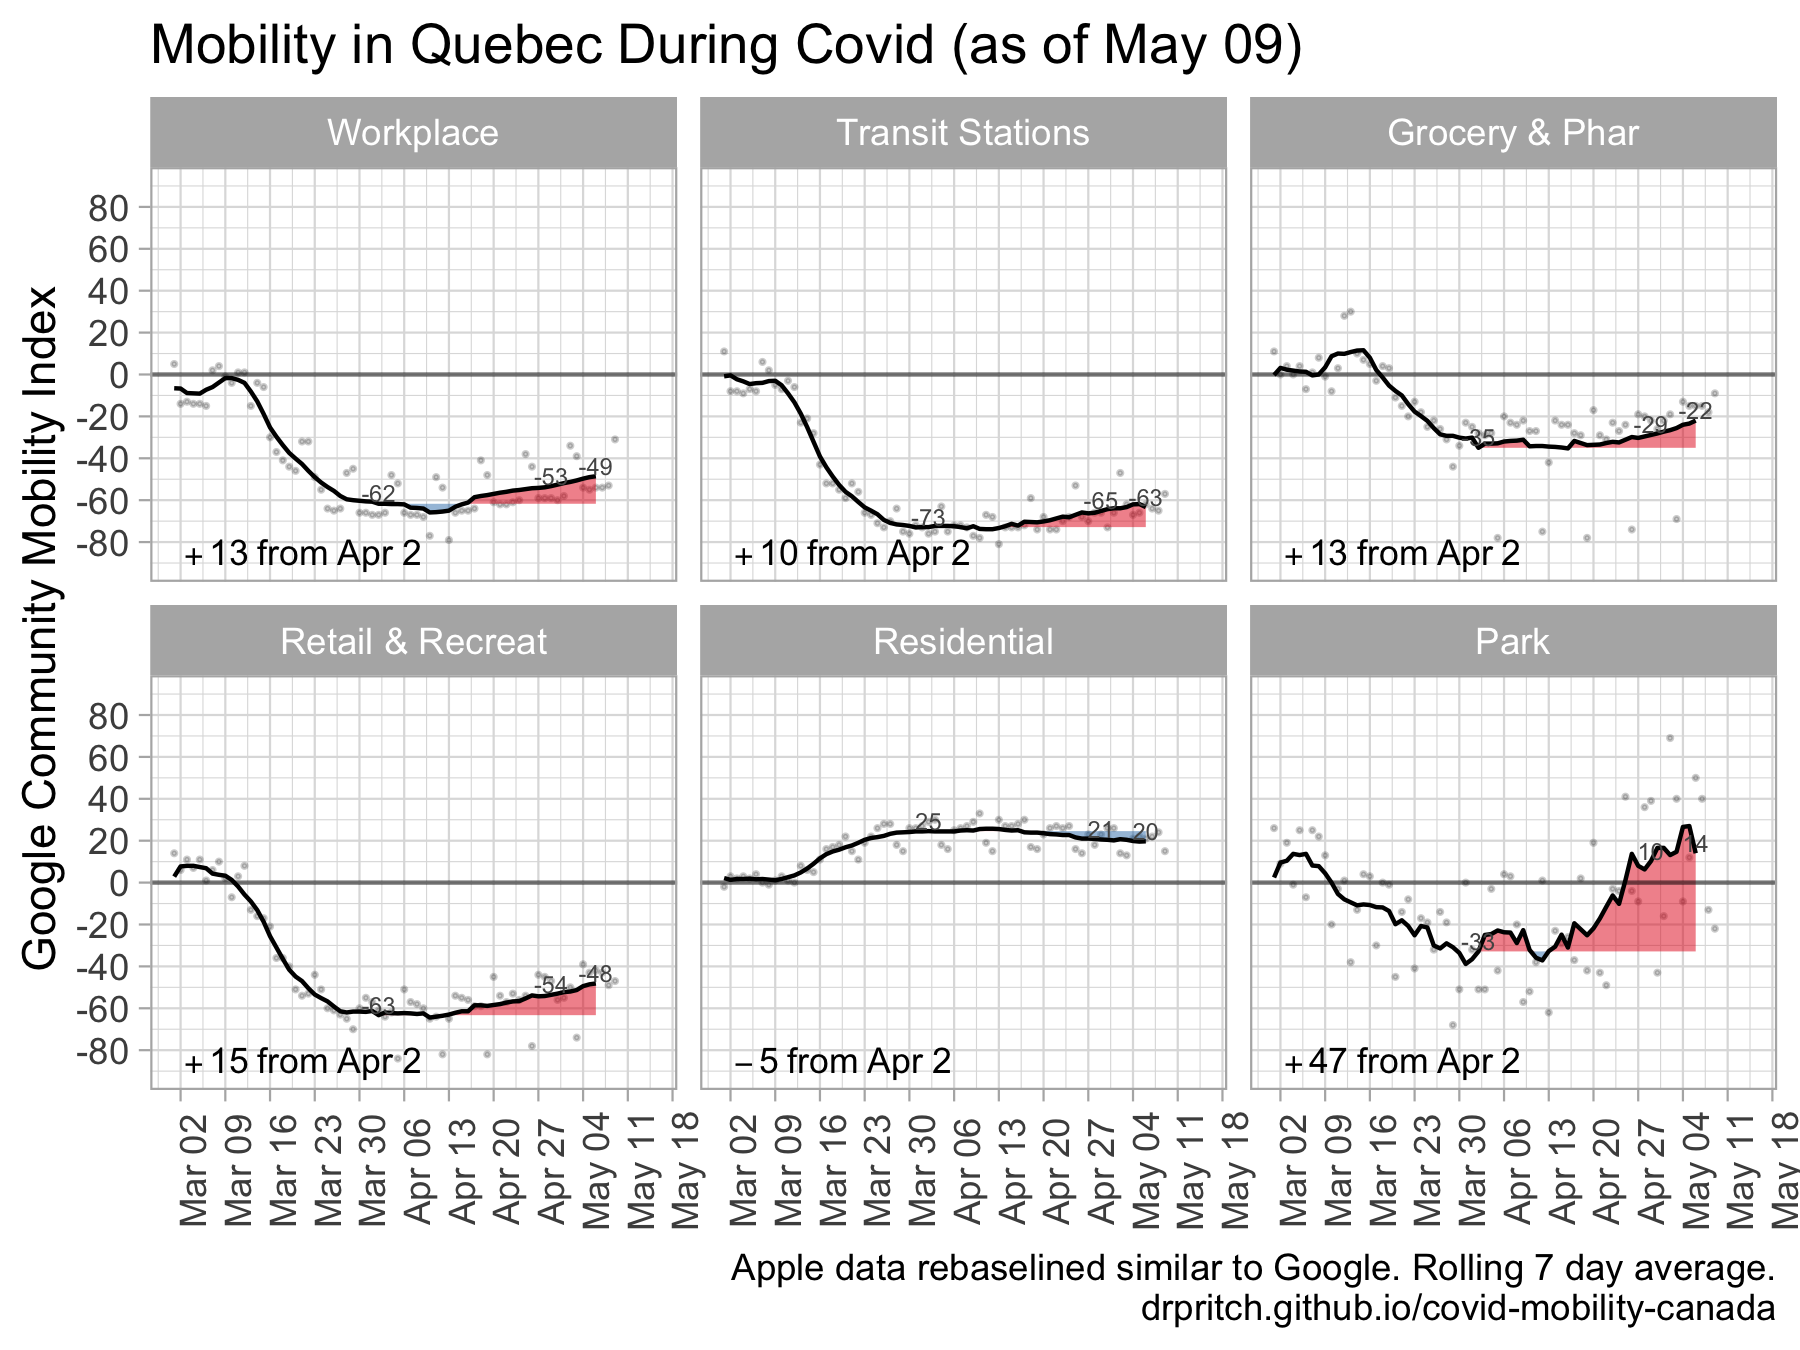 Mobility in Quebec During Covid (as of May 09)
Google Community Mobility Index
Workplace
Transit Stations
Grocery & Phar
80
60
40
20
0
-20
-40
-60
-80
-62
-53
-49
+ 13 from Apr 2
-73
-65
-63
+ 10 from Apr 2
-35
-29
-22
+ 13 from Apr 2
Retail & Recreat
Residential
Park
80
60
40
20
0
-20
-40
-60
-80
-63
-54
-48
+ 15 from Apr 2
25
21
20
− 5 from Apr 2
-33
14
+ 47 from Apr 2
Mar 02 Mar 09 Mar 16 Mar 23 Mar 30 Apr 06 Apr 13 Apr 20 Apr 27 May 04 May 11 May 18
Mar 02 Mar 09 Mar 16 Mar 23 Mar 30 Apr 06 Apr 13 Apr 20 Apr 27 May 04 May 11 May 18
Mar 02 Mar 09 Mar 16 Mar 23 Mar 30 Apr 06 Apr 13 Apr 20 Apr 27 May 04 May 11 May 18
Apple data rebaselined similar to Google. Rolling 7 day average.
drpritch.github.io/covid-mobility-canada